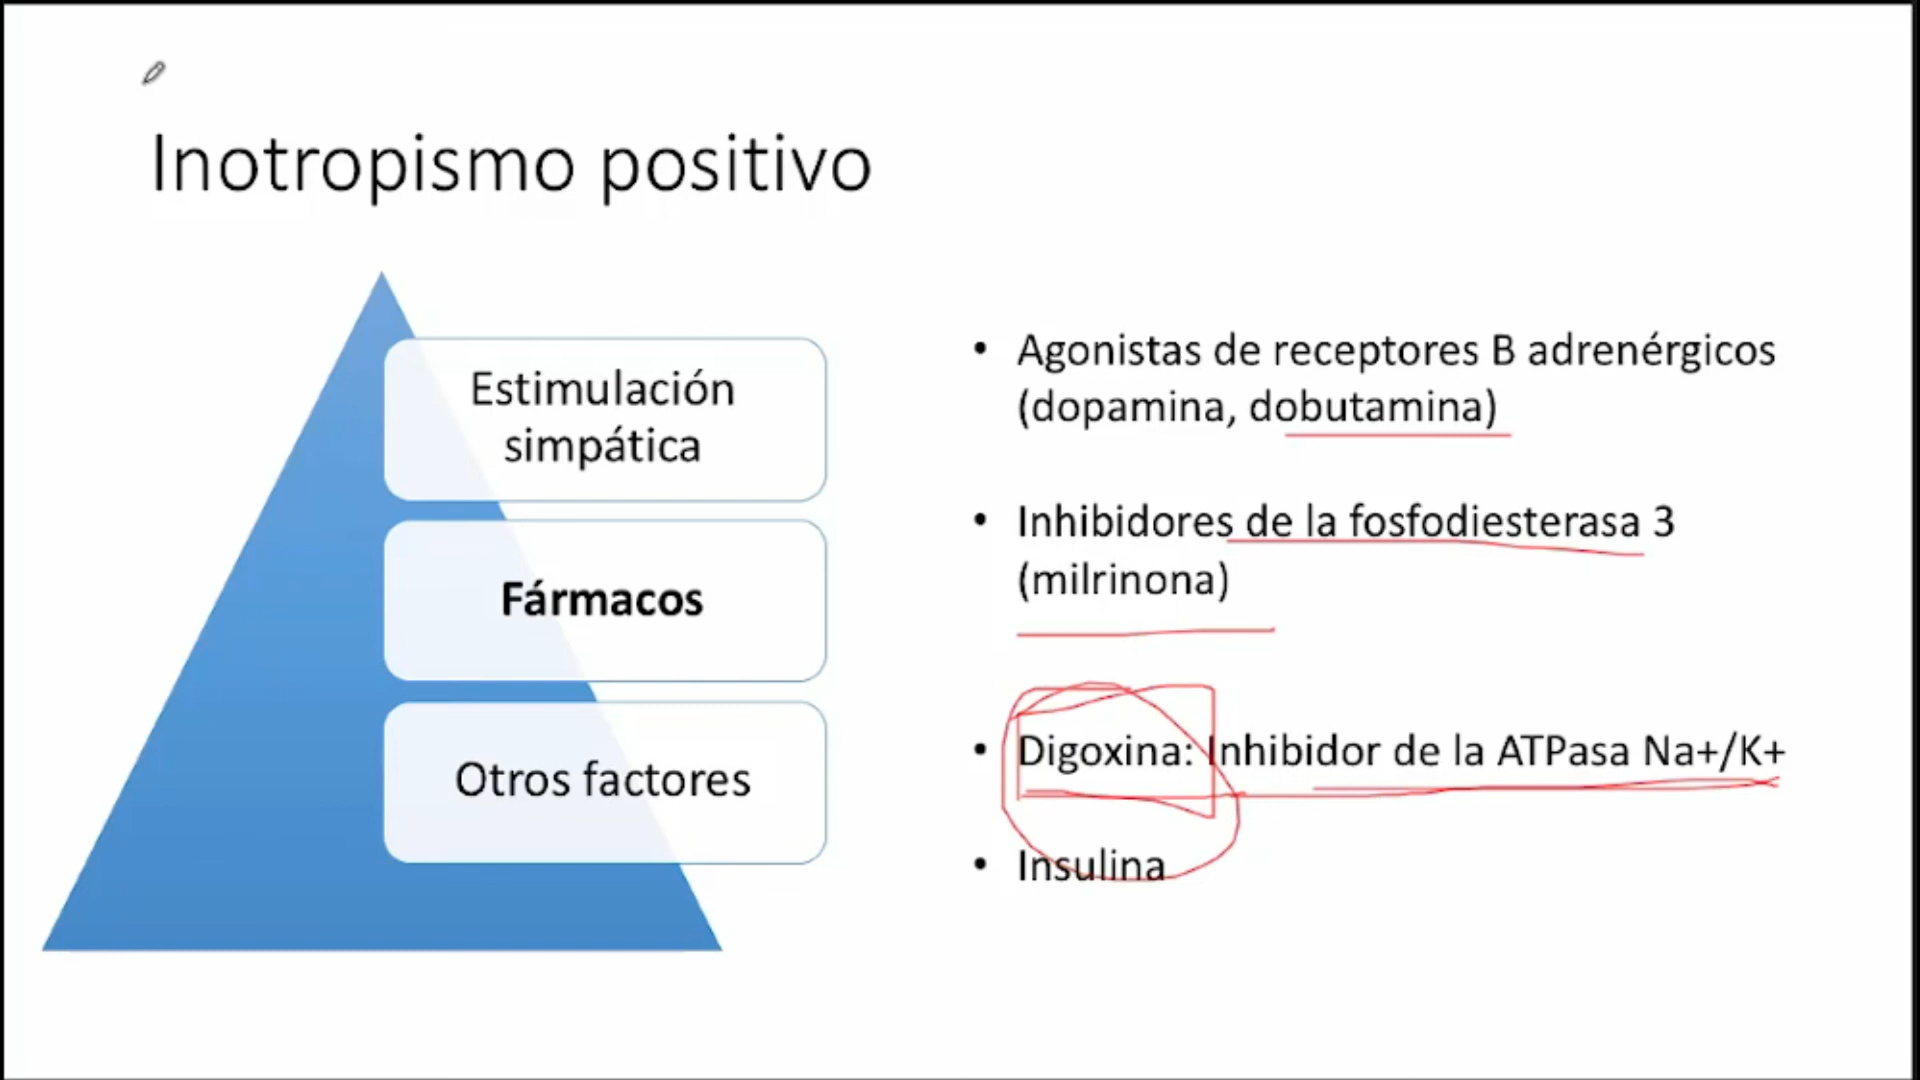 Inotropismo positivo
Estimulación
simpática
Fármacos
Otros factores
• Agonistas de receptores B adrenérgicos
(dopamina, dobutamina)
• Inhibidores de la fosfodiesterasa 3
(milrinona)
• Digoxina: Inhibidor de la ATPasa Na+/K+
• Insulina